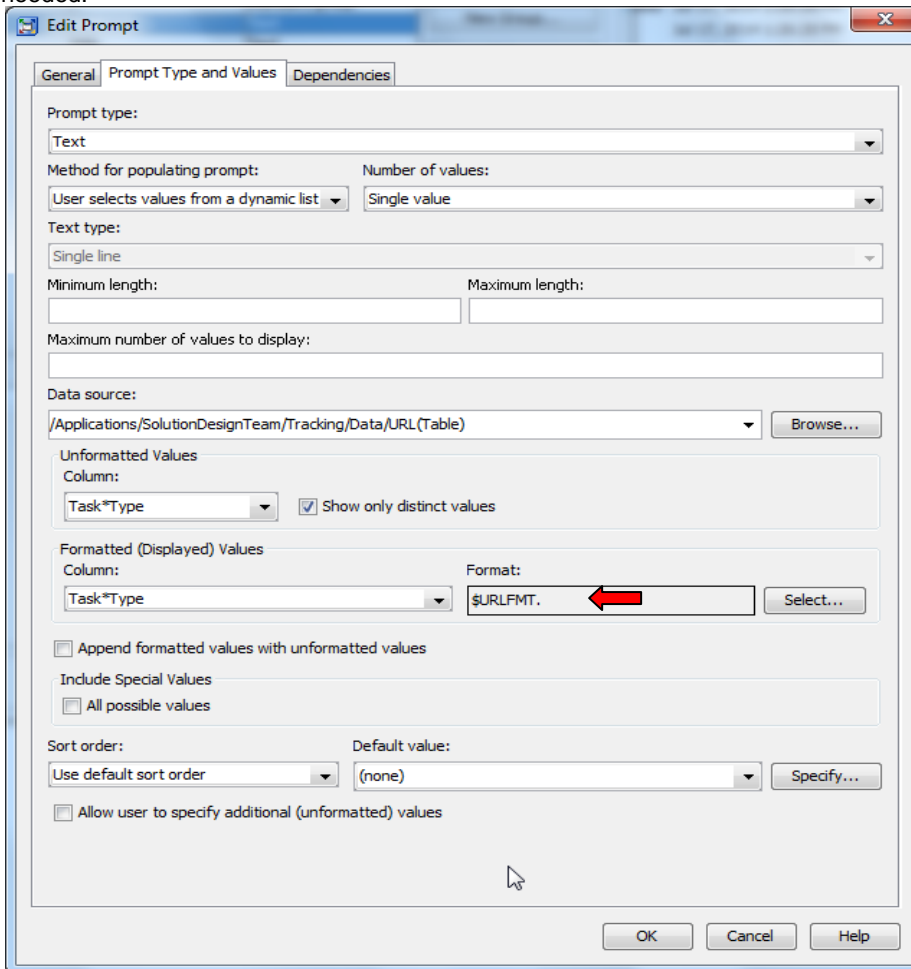 needed.
Edit Prompt
General Prompt Type and Values Dependencies
Prompt type:
Text
Method for populating prompt: Number of values:
User selects values from a dynamic list Single value
Text type:
Single line
Minimum length: Maximum length:
Maximum number of values to display:
Data source:
/Applications/SolutionDesignTeam/Tracking/Data/URL(Table) Browse...
Unformatted Values
Column:
Task*Type Show only distinct values
Formatted (Displayed) Values
Column: Format:
Task*Type $URLFMT. Select...
Append formatted values with unformatted values
Include Special Values
All possible values
Sort order: Default value:
Use default sort order (none) Specify...
Allow user to specify additional (unformatted) values
OK Cancel Help